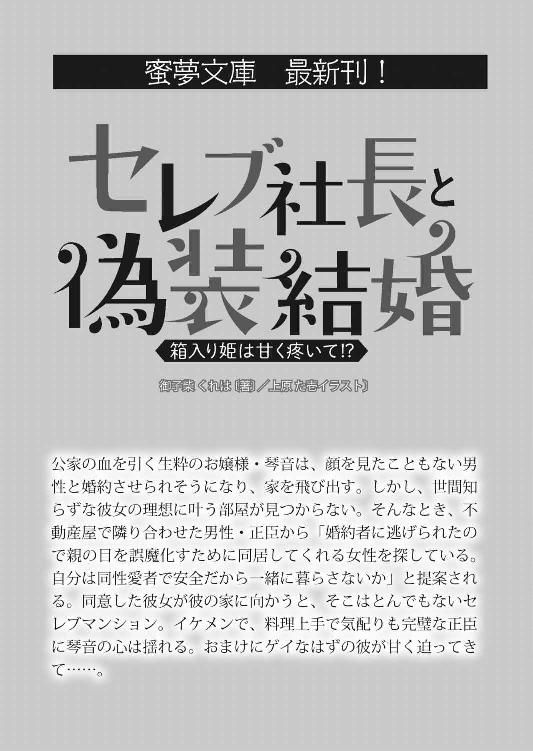 蜜夢文庫　最新刊！
セレブ社長と
偽装結婚
箱入り姫は甘く疼いて!?
御子柴くれは〔著〕／上原た壱〔イラスト〕
公家の血を引く生粋のお嬢様・琴音は、顔を見たこともない男
性と婚約させられそうになり、家を飛び出す。しかし、世間知
らずな彼女の理想に叶う部屋が見つからない。そんなとき、不
動産屋で隣り合わせた男性・正臣から「婚約者に逃げられたの
で親の目を誤魔化すために同居してくれる女性を探している。
自分は同性愛者で安全だから一緒に暮らさないか」と提案され
る。同意した彼女が彼の家に向かうと、そこはとんでもないセ
レブマンション。イケメンで、料理上手で気配りも完璧な正臣
に琴音の心は揺れる。おまけにゲイなはずの彼が甘く迫ってき
て……。